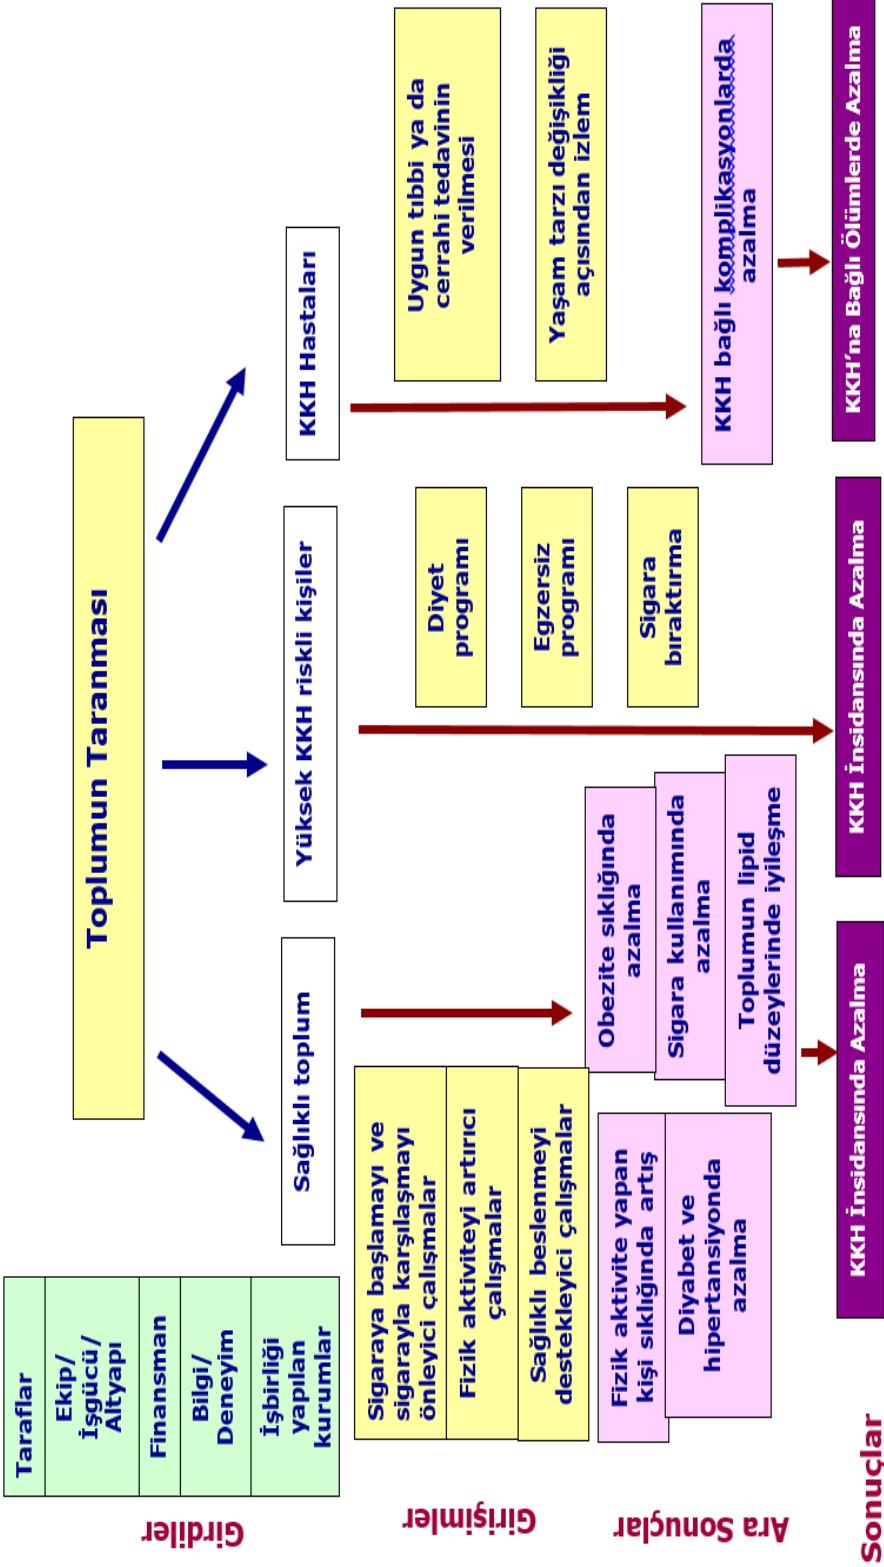 Toplumun Taranması
Girdiler
Taraflar
Ekip/
İşgücü/
Altyapı
Finansman
Bilgi/
Deneyim
İşbirliği
yapılan
kurumlar
Sağlıklı toplum
Yüksek KKH riskli kişiler
KKH Hastaları
Girişimler
Sigaraya başlamayı ve
sigarayla karşılaşmayı
önleyici çalışmalar
Fizik aktiviteyi artırıcı
çalışmalar
Sağlıklı beslenmeyi
destekleyici çalışmalar
Diyet
programı
Egzersiz
programı
Sigara
bıraktırma
Uygun tıbbi ya da
cerrahi tedavinin
verilmesi
Yaşam tarzı değişikliği
açısından izlem
Ara Sonuçlar
Fizik aktivite yapan
kişi sıklığında artış
Diyabet ve
hipertansiyonda
azalma
Obezite sıklığında
azalma
Sigara kullanımında
azalma
Toplumun lipid
düzeylerinde iyileşme
KKH bağlı komplikasyonlarda
azalma
Sonuçlar
KKH İnsidansında Azalma
KKH İnsidansında Azalma
KKH’na Bağlı Ölümlerde Azalma